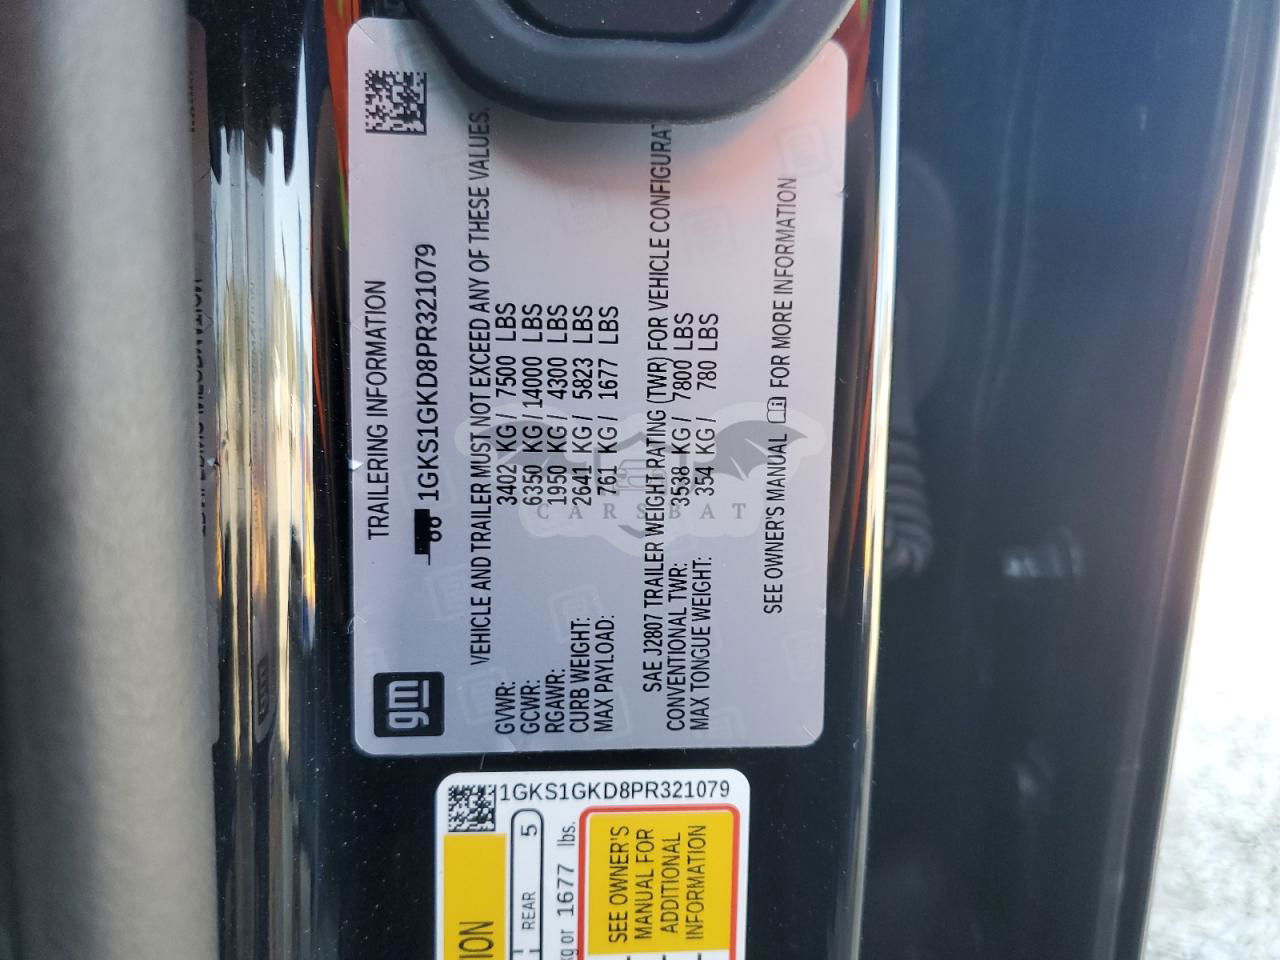 TRAILERING INFORMATION
1GKS1GKD8PR321079
gm
VEHICLE AND TRAILER MUST NOT EXCEED ANY OF THESE VALUES.
GVWR: 3402 KG / 7500 LBS
GCWR: 6350 KG / 14000 LBS
RGAWR: 1950 KG / 4300 LBS
CURB WEIGHT: 2641 KG / 5823 LBS
MAX PAYLOAD: 761 KG / 1677 LBS
SAE J2807 TRAILER WEIGHT RATING (TWR) FOR VEHICLE CONFIGURAT
CONVENTIONAL TWR: 3538 KG / 7800 LBS
MAX TONGUE WEIGHT: 354 KG / 780 LBS
SEE OWNER'S MANUAL FOR MORE INFORMATION
CARSBAT
1GKS1GKD8PR321079
ION
REAR 5
kg or 1677 lbs.
SEE OWNER'S
MANUAL FOR
ADDITIONAL
INFORMATION